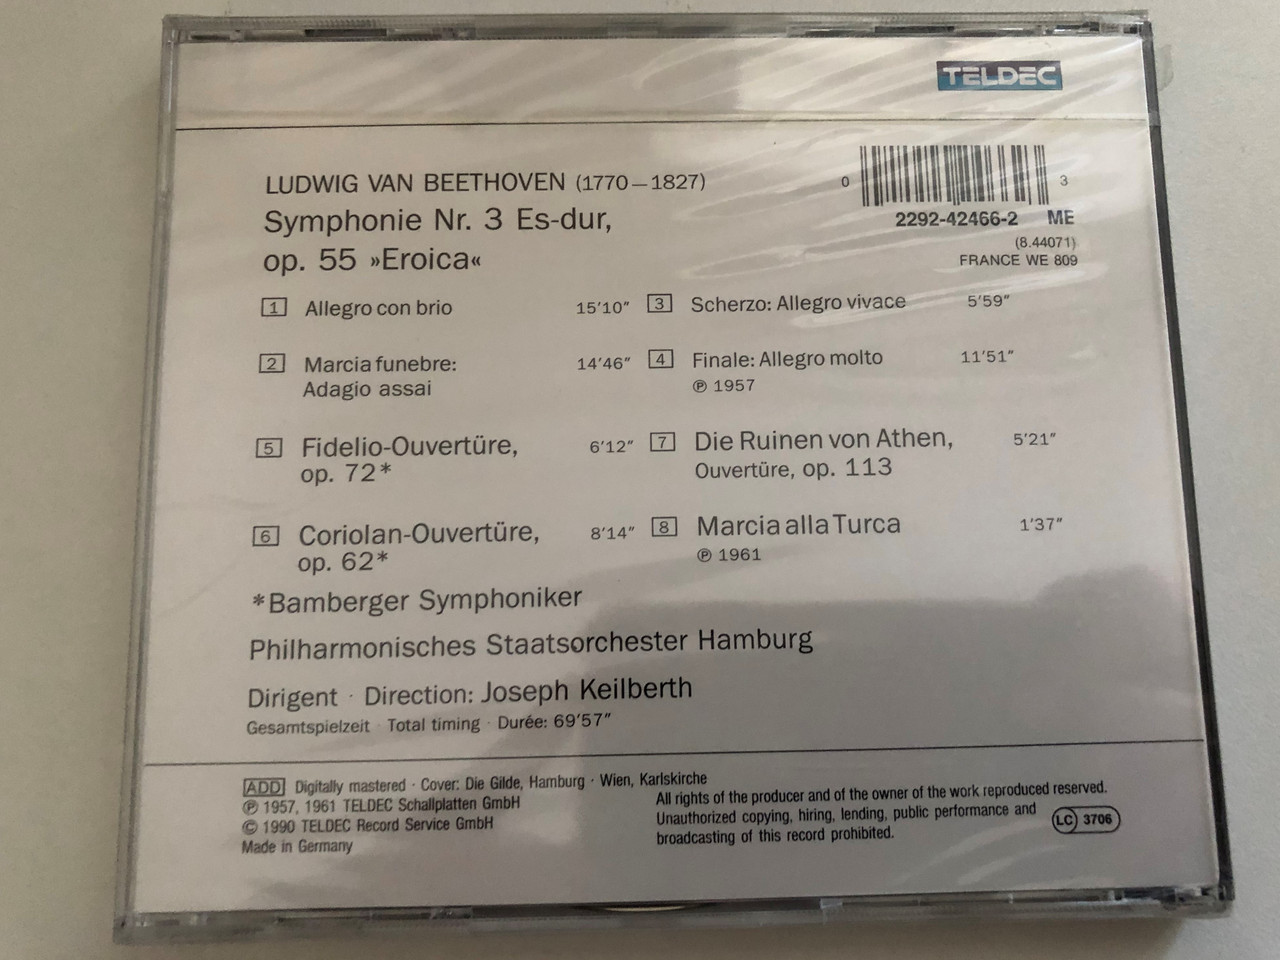 TELDEC
LUDWIG VAN BEETHOVEN (1770–1827)
Symphonie Nr. 3 Es-dur,
op. 55 »Eroica«
0 3
2292-42466-2 ME
(8.44071)
FRANCE WE 809
1 Allegro con brio 15'10"
2 Marcia funebre: 14'46"
Adagio assai
3 Scherzo: Allegro vivace 5'59"
4 Finale: Allegro molto 11'51"
℗ 1957
5 Fidelio-Ouvertüre, 6'12"
op. 72*
6 Coriolan-Ouvertüre, 8'14"
op. 62*
7 Die Ruinen von Athen, 5'21"
Ouvertüre, op. 113
8 Marcia alla Turca 1'37"
℗ 1961
*Bamberger Symphoniker
Philharmonisches Staatsorchester Hamburg
Dirigent · Direction: Joseph Keilberth
Gesamtspielzeit · Total timing · Durée: 69'57"
ADD Digitally mastered · Cover: Die Gilde, Hamburg · Wien, Karlskirche
℗ 1957, 1961 TELDEC Schallplatten GmbH
© 1990 TELDEC Record Service GmbH
Made in Germany
All rights of the producer and of the owner of the work reproduced reserved.
Unauthorized copying, hiring, lending, public performance and
broadcasting of this record prohibited.
LC 3706